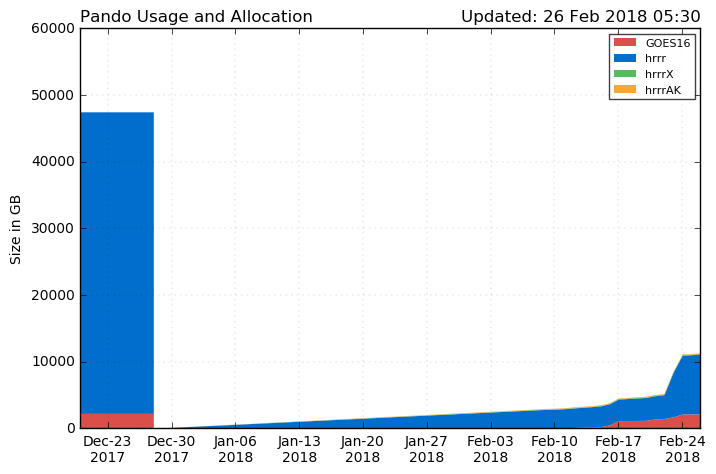 Pando Usage and Allocation
Updated: 26 Feb 2018 05:30
60000
50000
40000
30000
20000
10000
0
Size in GB
GOES16
hrrr
hrrrX
hrrrAK
Dec-23 Dec-30 Jan-06 Jan-13 Jan-20 Jan-27 Feb-03 Feb-10 Feb-17 Feb-24
2017 2017 2018 2018 2018 2018 2018 2018 2018 2018